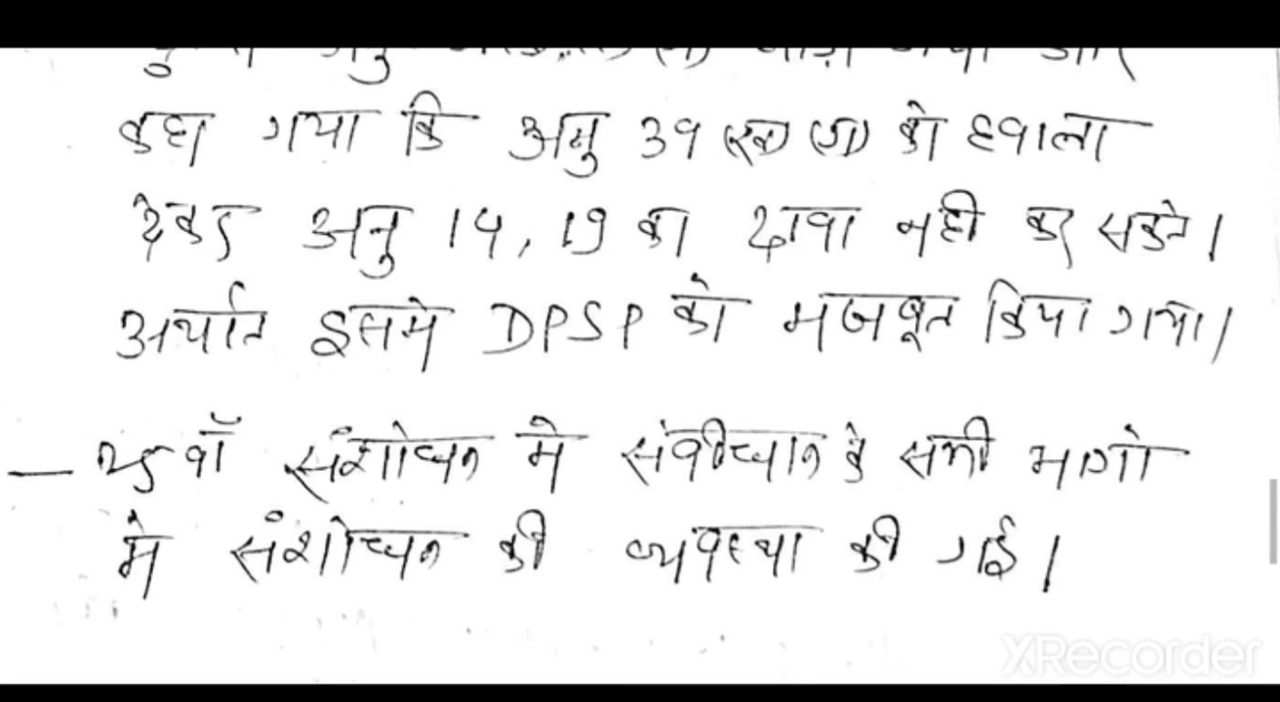 कहा गया कि अनु 39 (ख) (ग) को हवाला
देकर अनु 14, 19 का दावा नही कर सकते।
अर्थात इसमे DPSP को मजबूत किया गया।
- वाँ संशोधन मे संवीधान के सभी भागो
मे संशोधन की व्यवस्था की गई।
XRecorder